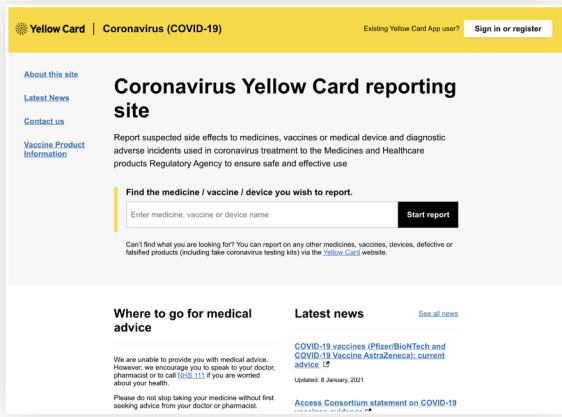 Yellow Card | Coronavirus (COVID-19)
Existing Yellow Card App user?
Sign in or register
About this site
Latest News
Contact us
Vaccine Product
Information
Coronavirus Yellow Card reporting
site
Report suspected side effects to medicines, vaccines or medical device and diagnostic
adverse incidents used in coronavirus treatment to the Medicines and Healthcare
products Regulatory Agency to ensure safe and effective use
Find the medicine / vaccine / device you wish to report.
Enter medicine, vaccine or device name
Start report
Can't find what you are looking for? You can report on any other medicines, vaccines, devices, defective or
falsified products (including fake coronavirus testing kits) via the Yellow Card website.
Where to go for medical
advice
We are unable to provide you with medical advice.
However, we encourage you to speak to your doctor,
pharmacist or to call NHS 111 if you are worried
about your health.
Please do not stop taking your medicine without first
seeking advice from your doctor or pharmacist.
Latest news
See all news
COVID-19 vaccines (Pfizer/BioNTech and
COVID-19 Vaccine AstraZeneca): current
advice
Updated: 8 January, 2021
Access Consortium statement on COVID-19
vaccines evidence